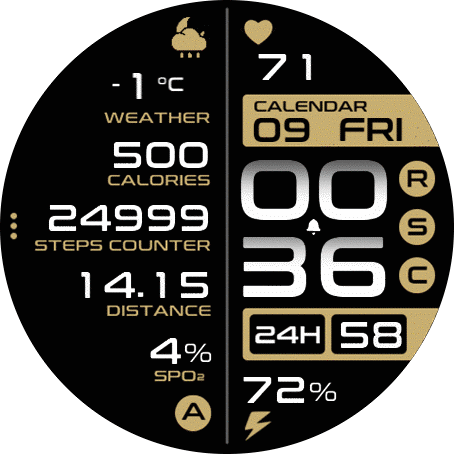 -1 °C
WEATHER
500
CALORIES
24999
STEPS COUNTER
14.15
DISTANCE
4%
SPO₂
A
71
CALENDAR
09 FRI
00
36
R
S
C
24H 58
72%